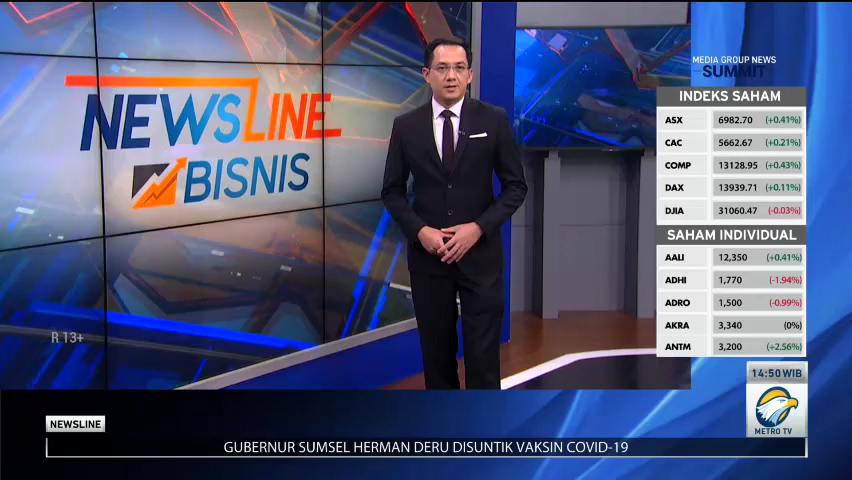 NEWSLINE
BISNIS
R 13+
MEDIA GROUP NEWS
SUMMIT
INDEKS SAHAM
ASX 6982.70 (+0.41%)
CAC 5662.67 (+0.21%)
COMP 13128.95 (+0.43%)
DAX 13939.71 (+0.11%)
DJIA 31060.47 (-0.03%)
SAHAM INDIVIDUAL
AALI 12,350 (+0.41%)
ADHI 1,770 (-1.94%)
ADRO 1,500 (-0.99%)
AKRA 3,340 (0%)
ANTM 3,200 (+2.56%)
14:50 WIB
METRO TV
NEWSLINE
GUBERNUR SUMSEL HERMAN DERU DISUNTIK VAKSIN COVID-19